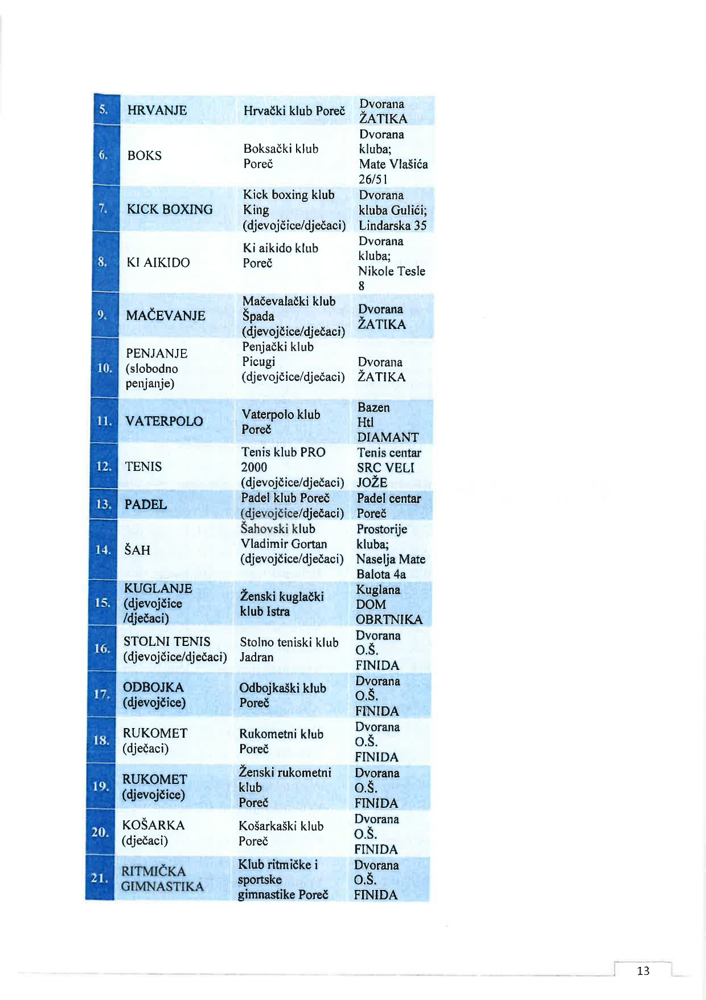 5. HRVANJE Hrvački klub Poreč Dvorana
ŽATIKA
6. BOKS Boksački klub
Poreč Dvorana
kluba;
Mate Vlašića
26/51
7. KICK BOXING Kick boxing klub
King
(djevojčice/dječaci) Dvorana
kluba Gulići;
Lindarska 35
8. KI AIKIDO Ki aikido klub
Poreč Dvorana
kluba;
Nikole Tesle
8
9. MAČEVANJE Mačevalački klub
Špada
(djevojčice/dječaci) Dvorana
ŽATIKA
10. PENJANJE
(slobodno
penjanje) Penjački klub
Picugi
(djevojčice/dječaci) Dvorana
ŽATIKA
11. VATERPOLO Vaterpolo klub
Poreč Bazen
Htl
DIAMANT
12. TENIS Tenis klub PRO
2000
(djevojčice/dječaci) Tenis centar
SRC VELI
JOŽE
13. PADEL Padel klub Poreč
(djevojčice/dječaci) Padel centar
Poreč
14. ŠAH Šahovski klub
Vladimir Gortan
(djevojčice/dječaci) Prostorije
kluba;
Naselja Mate
Balota 4a
15. KUGLANJE
(djevojčice
/dječaci) Ženski kuglački
klub Istra Kuglana
DOM
OBRTNIKA
16. STOLNI TENIS
(djevojčice/dječaci) Stolno teniski klub
Jadran Dvorana
O.Š.
FINIDA
17. ODBOJKA
(djevojčice) Odbojkaški klub
Poreč Dvorana
O.Š.
FINIDA
18. RUKOMET
(dječaci) Rukometni klub
Poreč Dvorana
O.Š.
FINIDA
19. RUKOMET
(djevojčice) Ženski rukometni
klub
Poreč Dvorana
O.Š.
FINIDA
20. KOŠARKA
(dječaci) Košarkaški klub
Poreč Dvorana
O.Š.
FINIDA
21. RITMIČKA
GIMNASTIKA Klub ritmičke i
sportske
gimnastike Poreč Dvorana
O.Š.
FINIDA
13